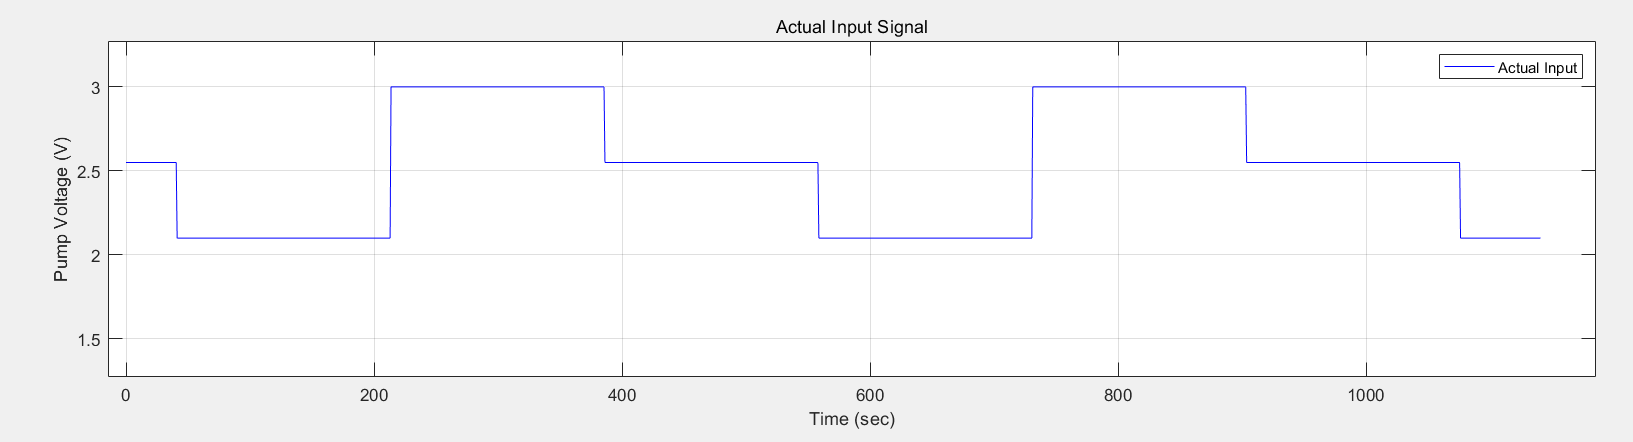 Actual Input Signal
Actual Input
Pump Voltage (V)
3
2.5
2
1.5
0 200 400 600 800 1000
Time (sec)